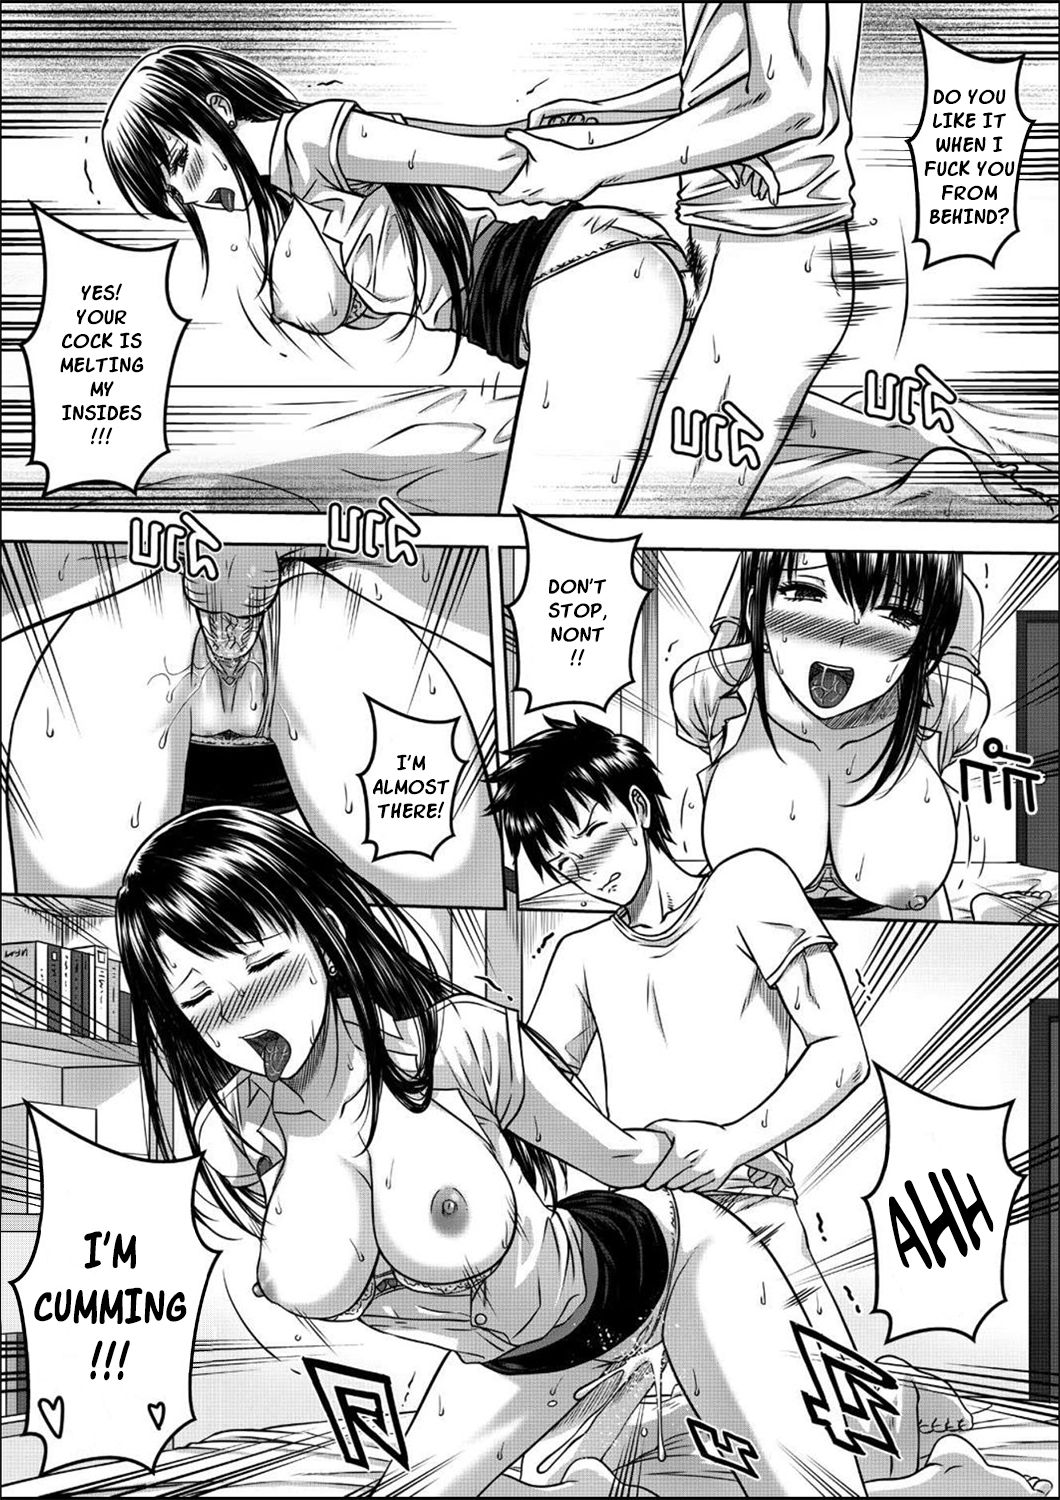 DO YOU
LIKE IT
WHEN I
FUCK YOU
FROM
BEHIND?
YES!
YOUR
COCK IS
MELTING
MY
INSIDES
!!!
DON'T
STOP,
NONT
!!
I'M
ALMOST
THERE!
I'M
CUMMING
!!!
AHH